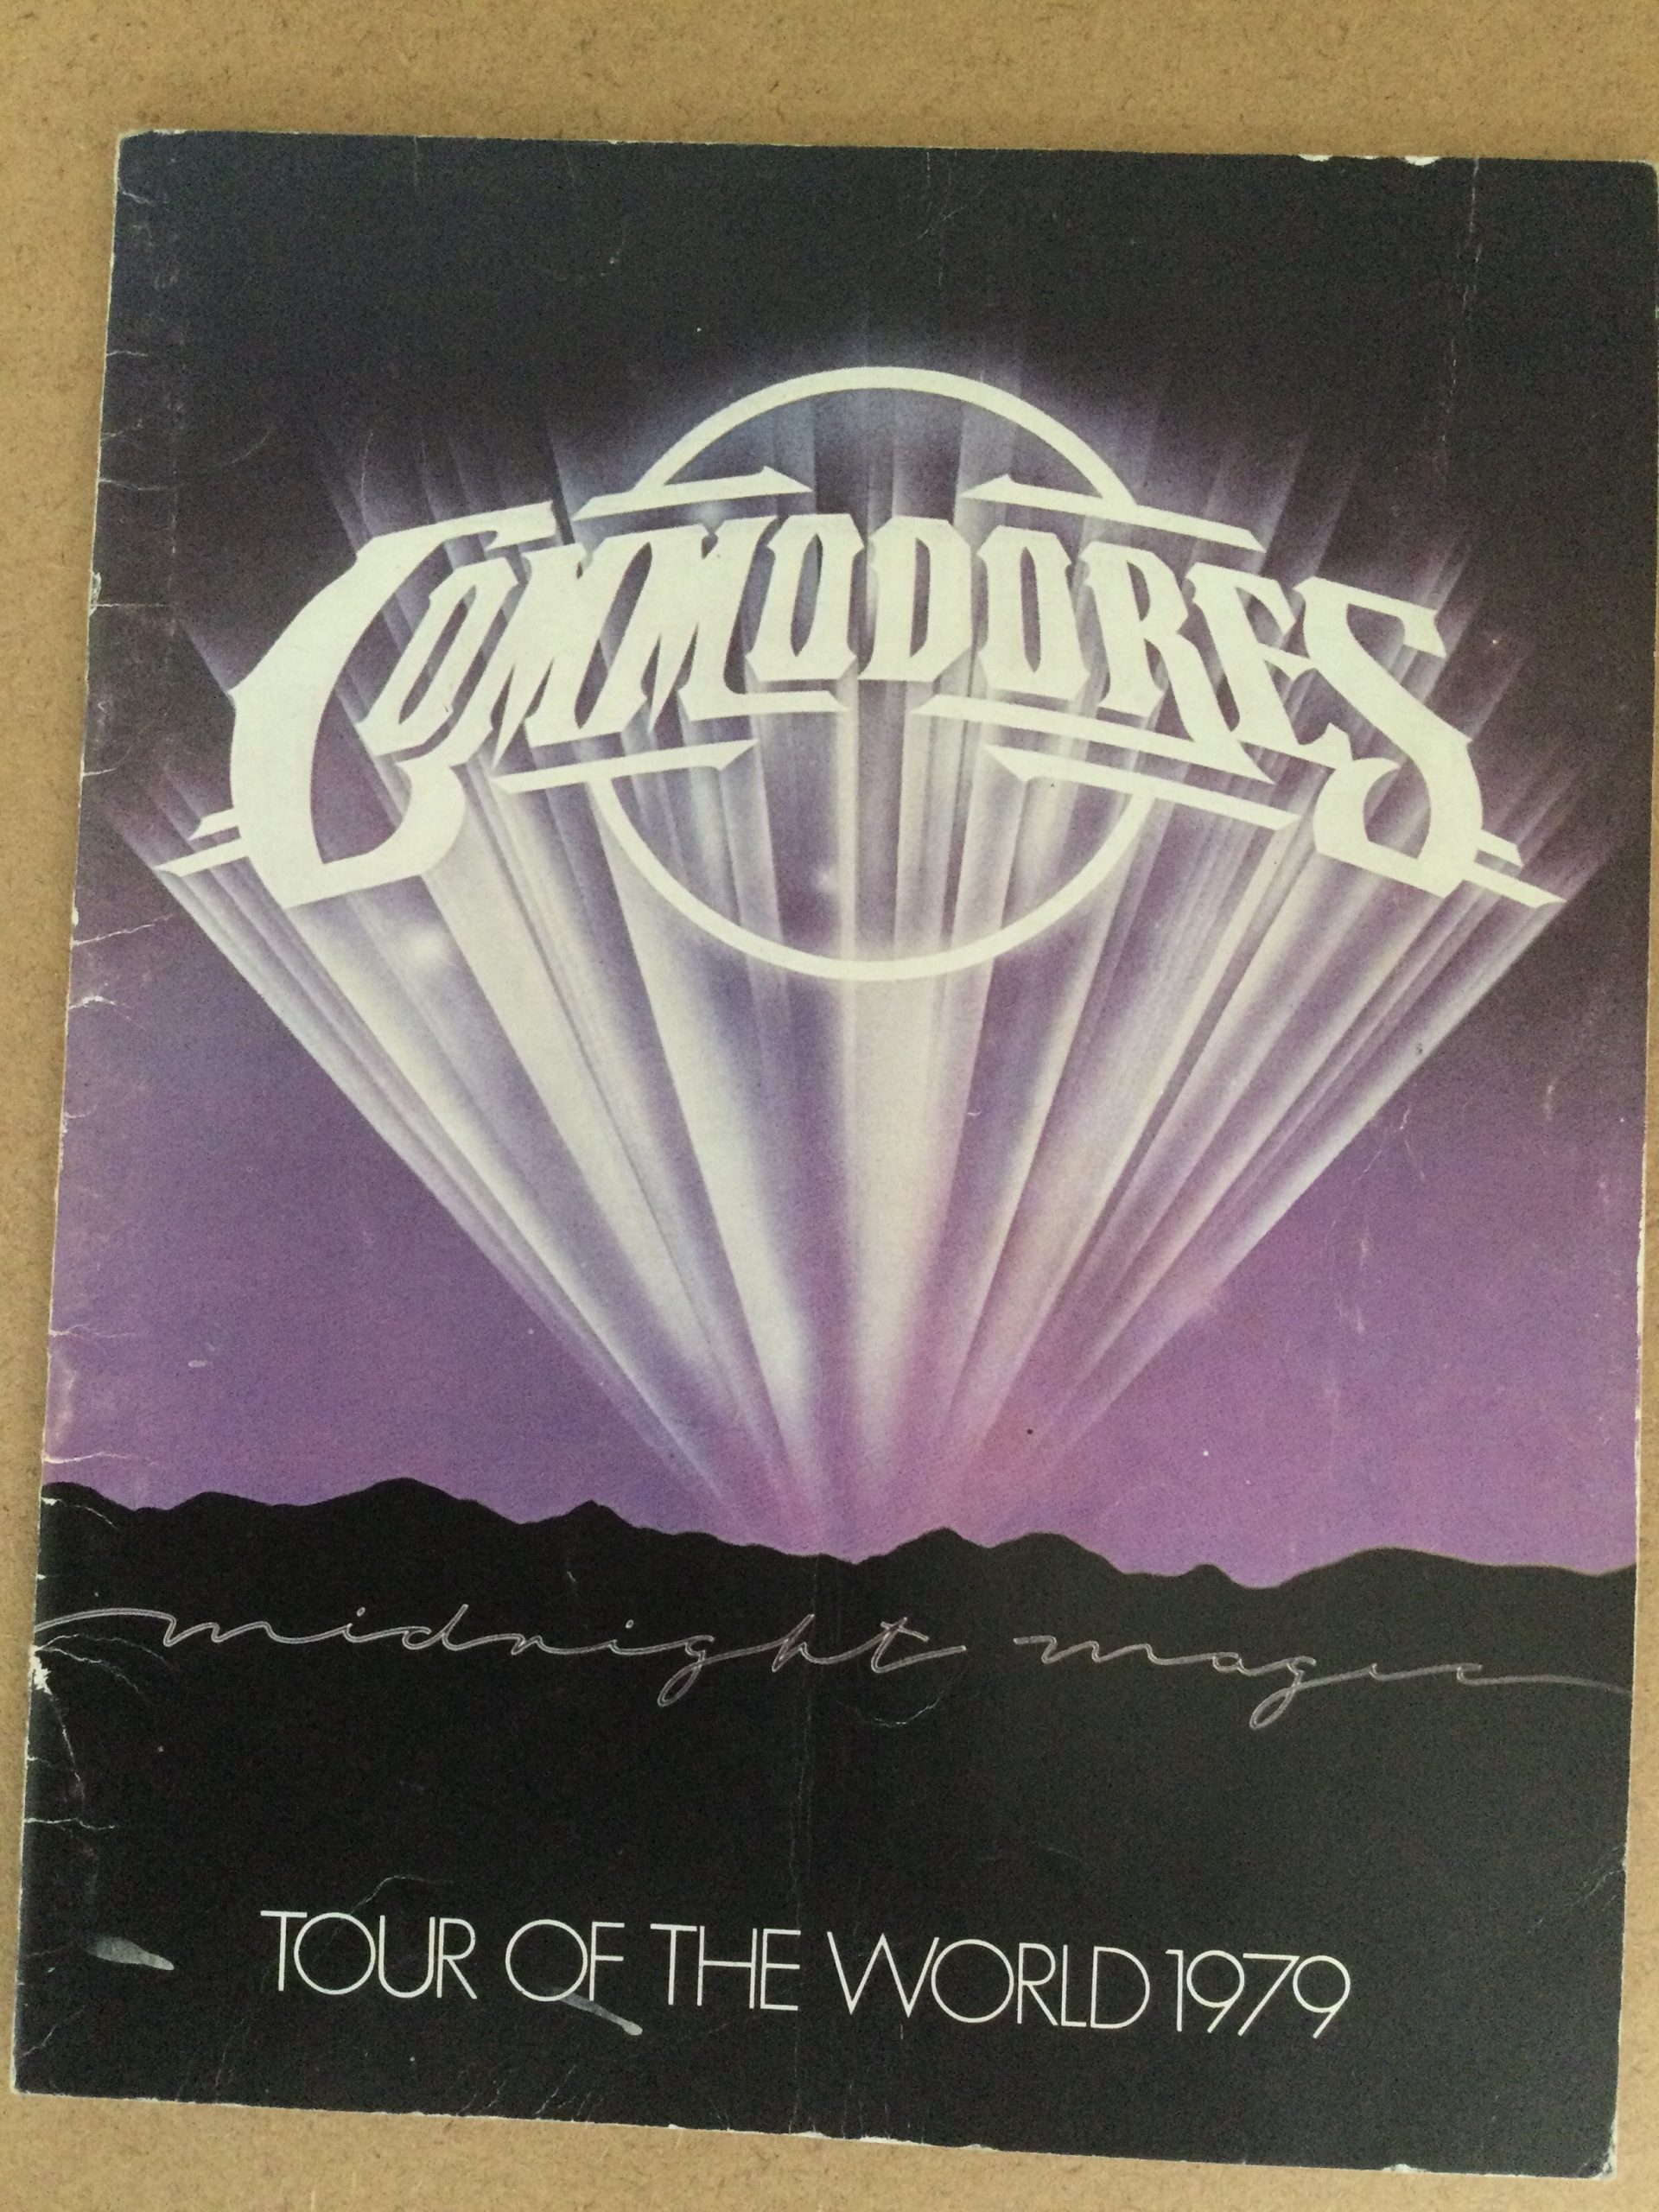 COMMODORES
midnight magic
TOUR OF THE WORLD 1979